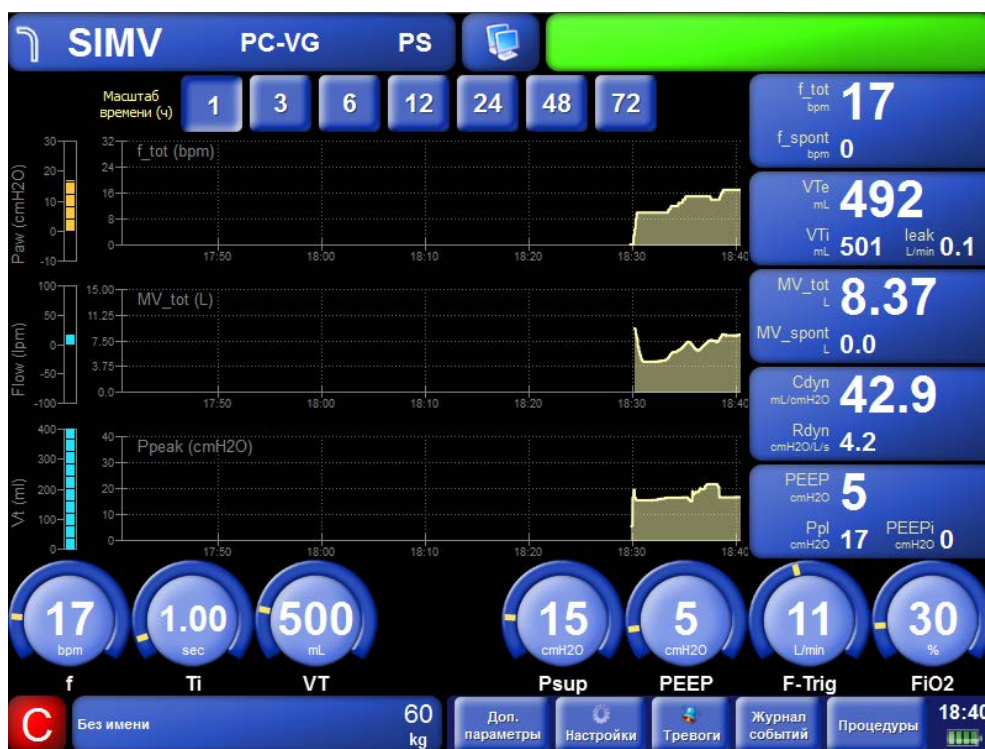 SIMV PC-VG PS
Масштаб
времени (ч)
1 3 6 12 24 48 72
f_tot
bpm
17
f_spont
bpm
0
VTe
mL
492
VTi
mL
501
leak
L/min
0.1
MV_tot
L
8.37
MV_spont
L
0.0
Cdyn
mL/cmH2O
42.9
Rdyn
cmH2O/L/s
4.2
PEEP
cmH2O
5
Ppl
cmH2O
17
PEEPi
cmH2O
0
Paw (cmH2O)
30
20
10
0
-10
f_tot (bpm)
32
24
16
8
0
17:50 18:00 18:10 18:20 18:30 18:40
Flow (lpm)
100
50
0
-50
-100
MV_tot (L)
15.00
11.25
7.50
3.75
0.0
17:50 18:00 18:10 18:20 18:30 18:40
Vt (ml)
400
300
200
100
0
Ppeak (cmH2O)
40
30
20
10
0
17:50 18:00 18:10 18:20 18:30 18:40
17
bpm
f
1.00
sec
Ti
500
mL
VT
15
cmH2O
Psup
5
cmH2O
PEEP
11
L/min
F-Trig
30
%
FiO2
C
Без имени
60
kg
Доп.
параметры
Настройки
Тревоги
Журнал
событий
Процедуры
18:40